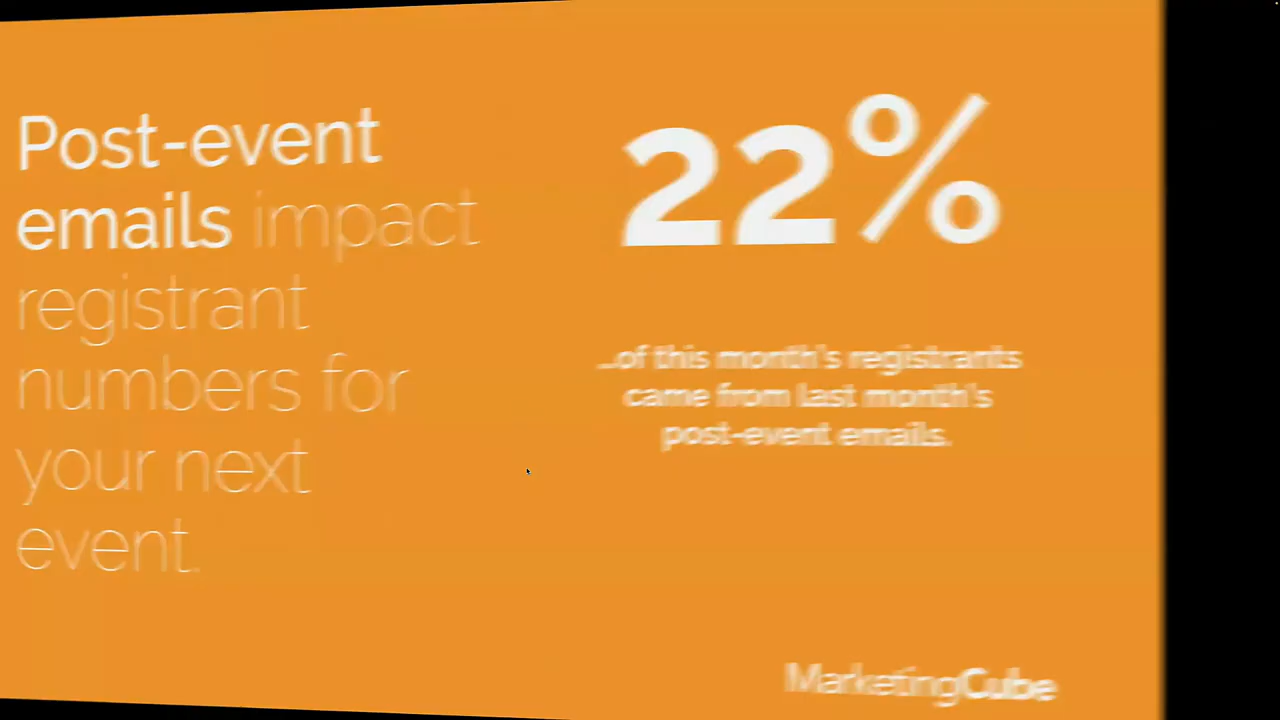 Post-event
emails impact
registrant
numbers for
your next
event.
22%
...of this month's registrants
came from last month's
post-event emails.
MarketingCube